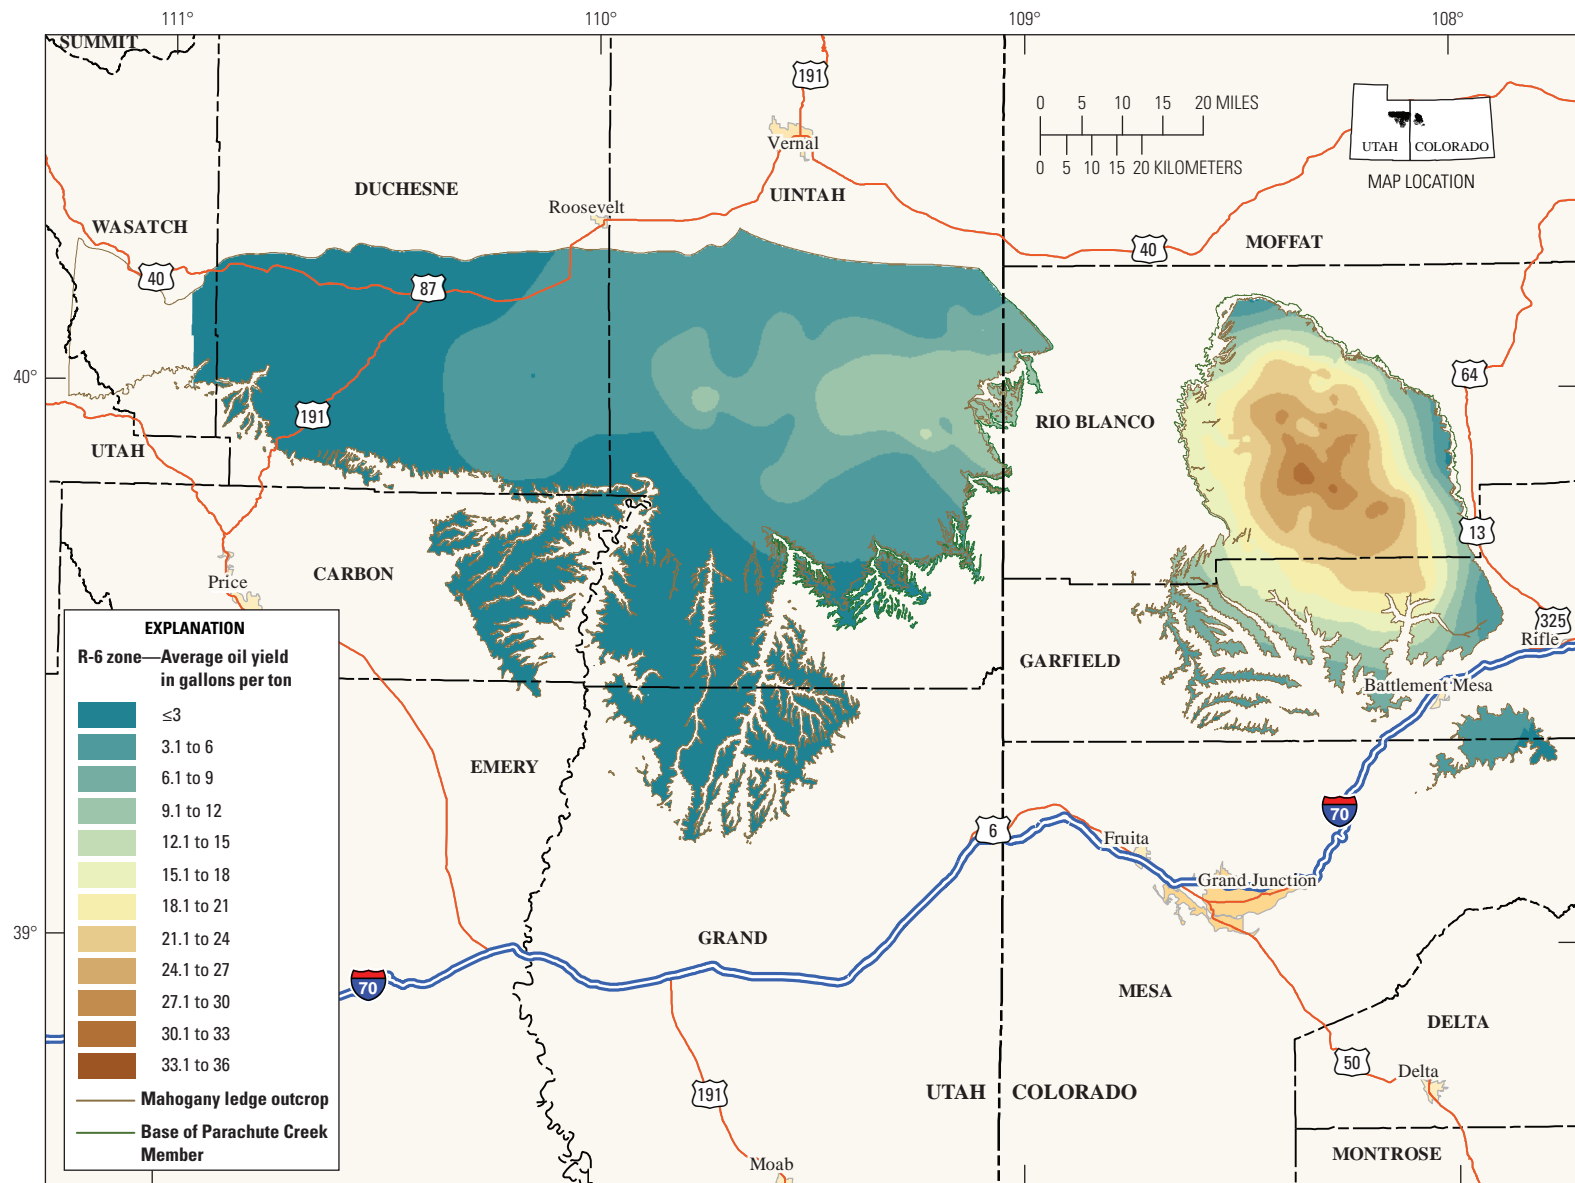 111°
110°
109°
108°
SUMMIT
191
0 5 10 15 20 MILES
0 5 10 15 20 KILOMETERS
UTAH
COLORADO
MAP LOCATION
Vernal
DUCHESNE
UINTAH
Roosevelt
WASATCH
MOFFAT
40
40
87
40°
64
191
RIO BLANCO
UTAH
13
CARBON
Price
325
Rifle
GARFIELD
Battlement Mesa
EMERY
70
6
Fruita
Grand Junction
39°
GRAND
70
MESA
DELTA
50
Delta
191
UTAH
COLORADO
MONTROSE
Moab
EXPLANATION
R-6 zone—Average oil yield
in gallons per ton
≤3
3.1 to 6
6.1 to 9
9.1 to 12
12.1 to 15
15.1 to 18
18.1 to 21
21.1 to 24
24.1 to 27
27.1 to 30
30.1 to 33
33.1 to 36
Mahogany ledge outcrop
Base of Parachute Creek
Member